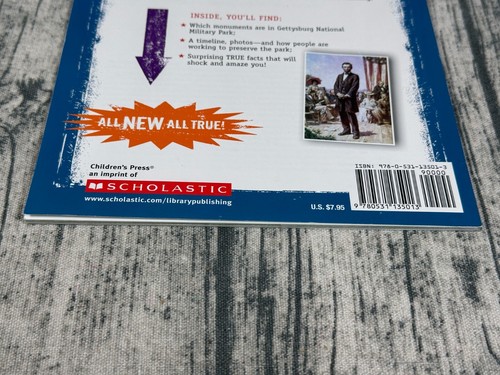 INSIDE, YOU'LL FIND:
★ Which monuments are in Gettysburg National
Military Park;
★ A timeline, photos—and how people are
working to preserve the park;
★ Surprising TRUE facts that will
shock and amaze you!
ALL NEW ALL TRUE!
Children's Press®
an imprint of
SCHOLASTIC
www.scholastic.com/librarypublishing
U.S. $7.95
ISBN: 978-0-531-13501-3
90000
9 780531 135013